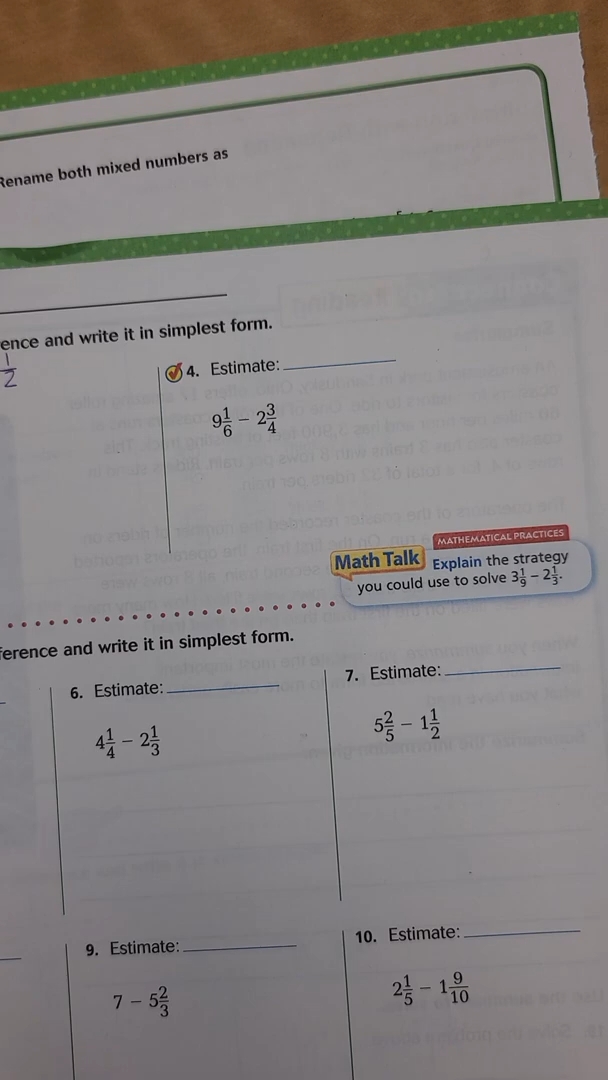 Rename both mixed numbers as
ence and write it in simplest form.
1/2
4. Estimate:
9 1/6 − 2 3/4
MATHEMATICAL PRACTICES
Math Talk Explain the strategy
you could use to solve 3 1/9 − 2 1/3.
ference and write it in simplest form.
6. Estimate:
4 1/4 − 2 1/3
7. Estimate:
5 2/5 − 1 1/2
9. Estimate:
7 − 5 2/3
10. Estimate:
2 1/5 − 1 9/10